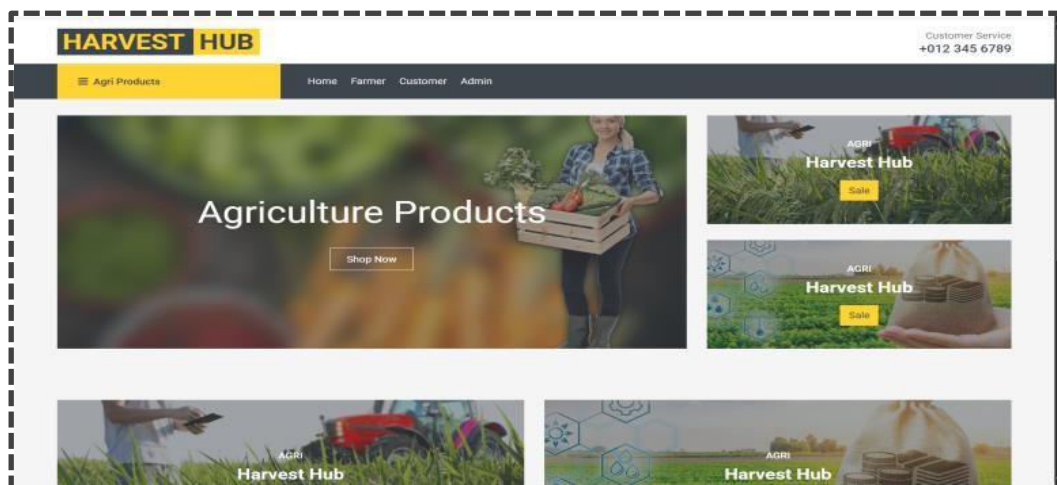 HARVEST HUB
Customer Service
+012 345 6789
Agri Products
Home Farmer Customer Admin
Agriculture Products
Shop Now
AGRI
Harvest Hub
Sale
AGRI
Harvest Hub
Sale
AGRI
Harvest Hub
AGRI
Harvest Hub